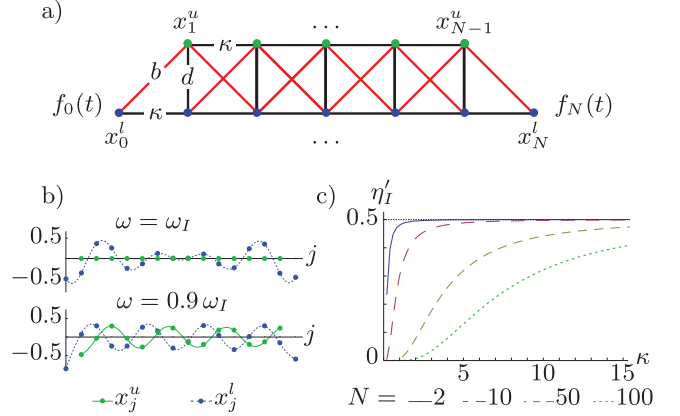 a)
x_1^u … x_{N-1}^u
κ
b d
f_0(t) κ f_N(t)
x_0^l … x_N^l
b)
ω = ω_I
0.5
j
−0.5
ω = 0.9 ω_I
0.5
j
−0.5
x_j^u x_j^l
c)
η′_I
0.5
0
5 10 15 κ
N = 2 10 50 100